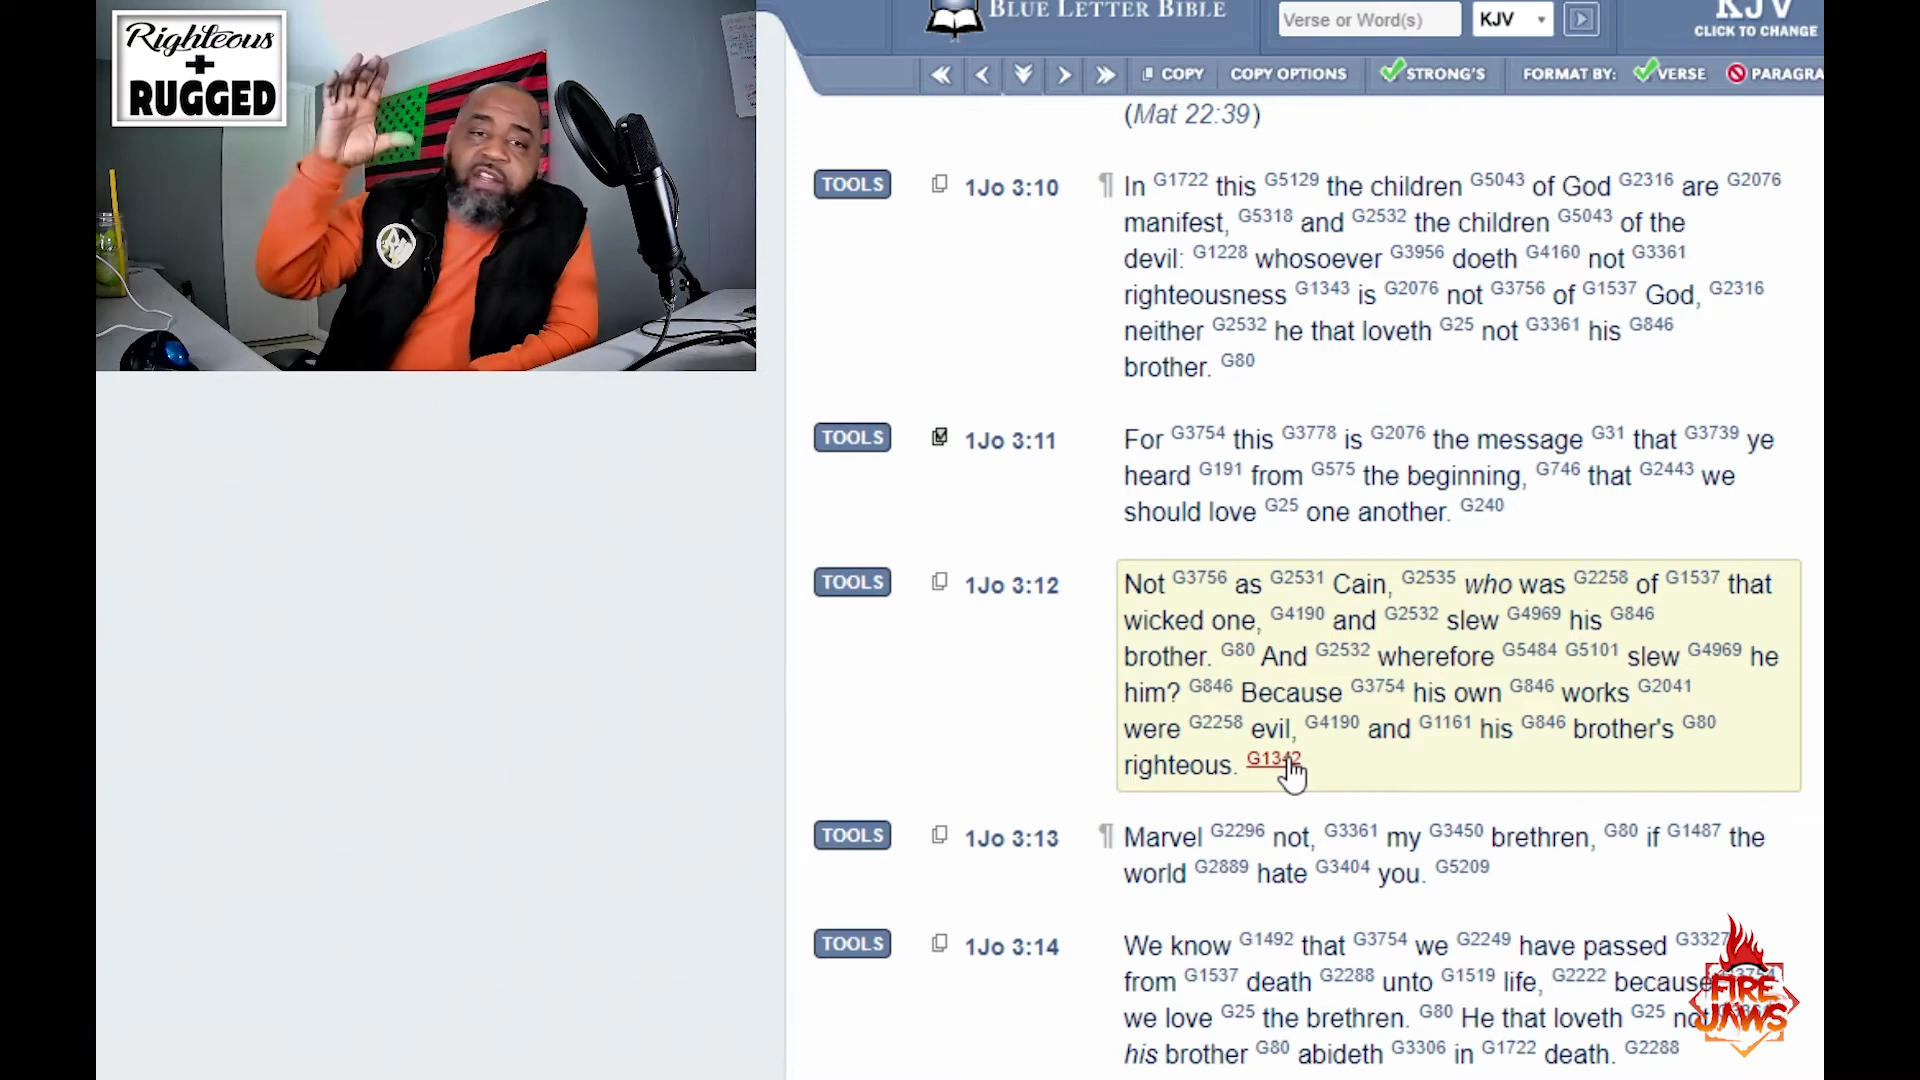 Righteous
+
RUGGED
BLUE LETTER BIBLE
Verse or Word(s)
KJV
KJV
CLICK TO CHANGE
COPY
COPY OPTIONS
STRONG'S
FORMAT BY:
VERSE
PARAGRA
(Mat 22:39)
TOOLS 1Jo 3:10 ¶ In G1722 this G5129 the children G5043 of God G2316 are G2076
manifest, G5318 and G2532 the children G5043 of the
devil: G1228 whosoever G3956 doeth G4160 not G3361
righteousness G1343 is G2076 not G3756 of G1537 God, G2316
neither G2532 he that loveth G25 not G3361 his G846
brother. G80
TOOLS 1Jo 3:11 For G3754 this G3778 is G2076 the message G31 that G3739 ye
heard G191 from G575 the beginning, G746 that G2443 we
should love G25 one another. G240
TOOLS 1Jo 3:12 Not G3756 as G2531 Cain, G2535 who was G2258 of G1537 that
wicked one, G4190 and G2532 slew G4969 his G846
brother. G80 And G2532 wherefore G5484 G5101 slew G4969 he
him? G846 Because G3754 his own G846 works G2041
were G2258 evil, G4190 and G1161 his G846 brother's G80
righteous. G1342
TOOLS 1Jo 3:13 ¶ Marvel G2296 not, G3361 my G3450 brethren, G80 if G1487 the
world G2889 hate G3404 you. G5209
TOOLS 1Jo 3:14 We know G1492 that G3754 we G2249 have passed G3327
from G1537 death G2288 unto G1519 life, G2222 because G3754
we love G25 the brethren. G80 He that loveth G25 not
his brother G80 abideth G3306 in G1722 death. G2288
FIRE
JAWS